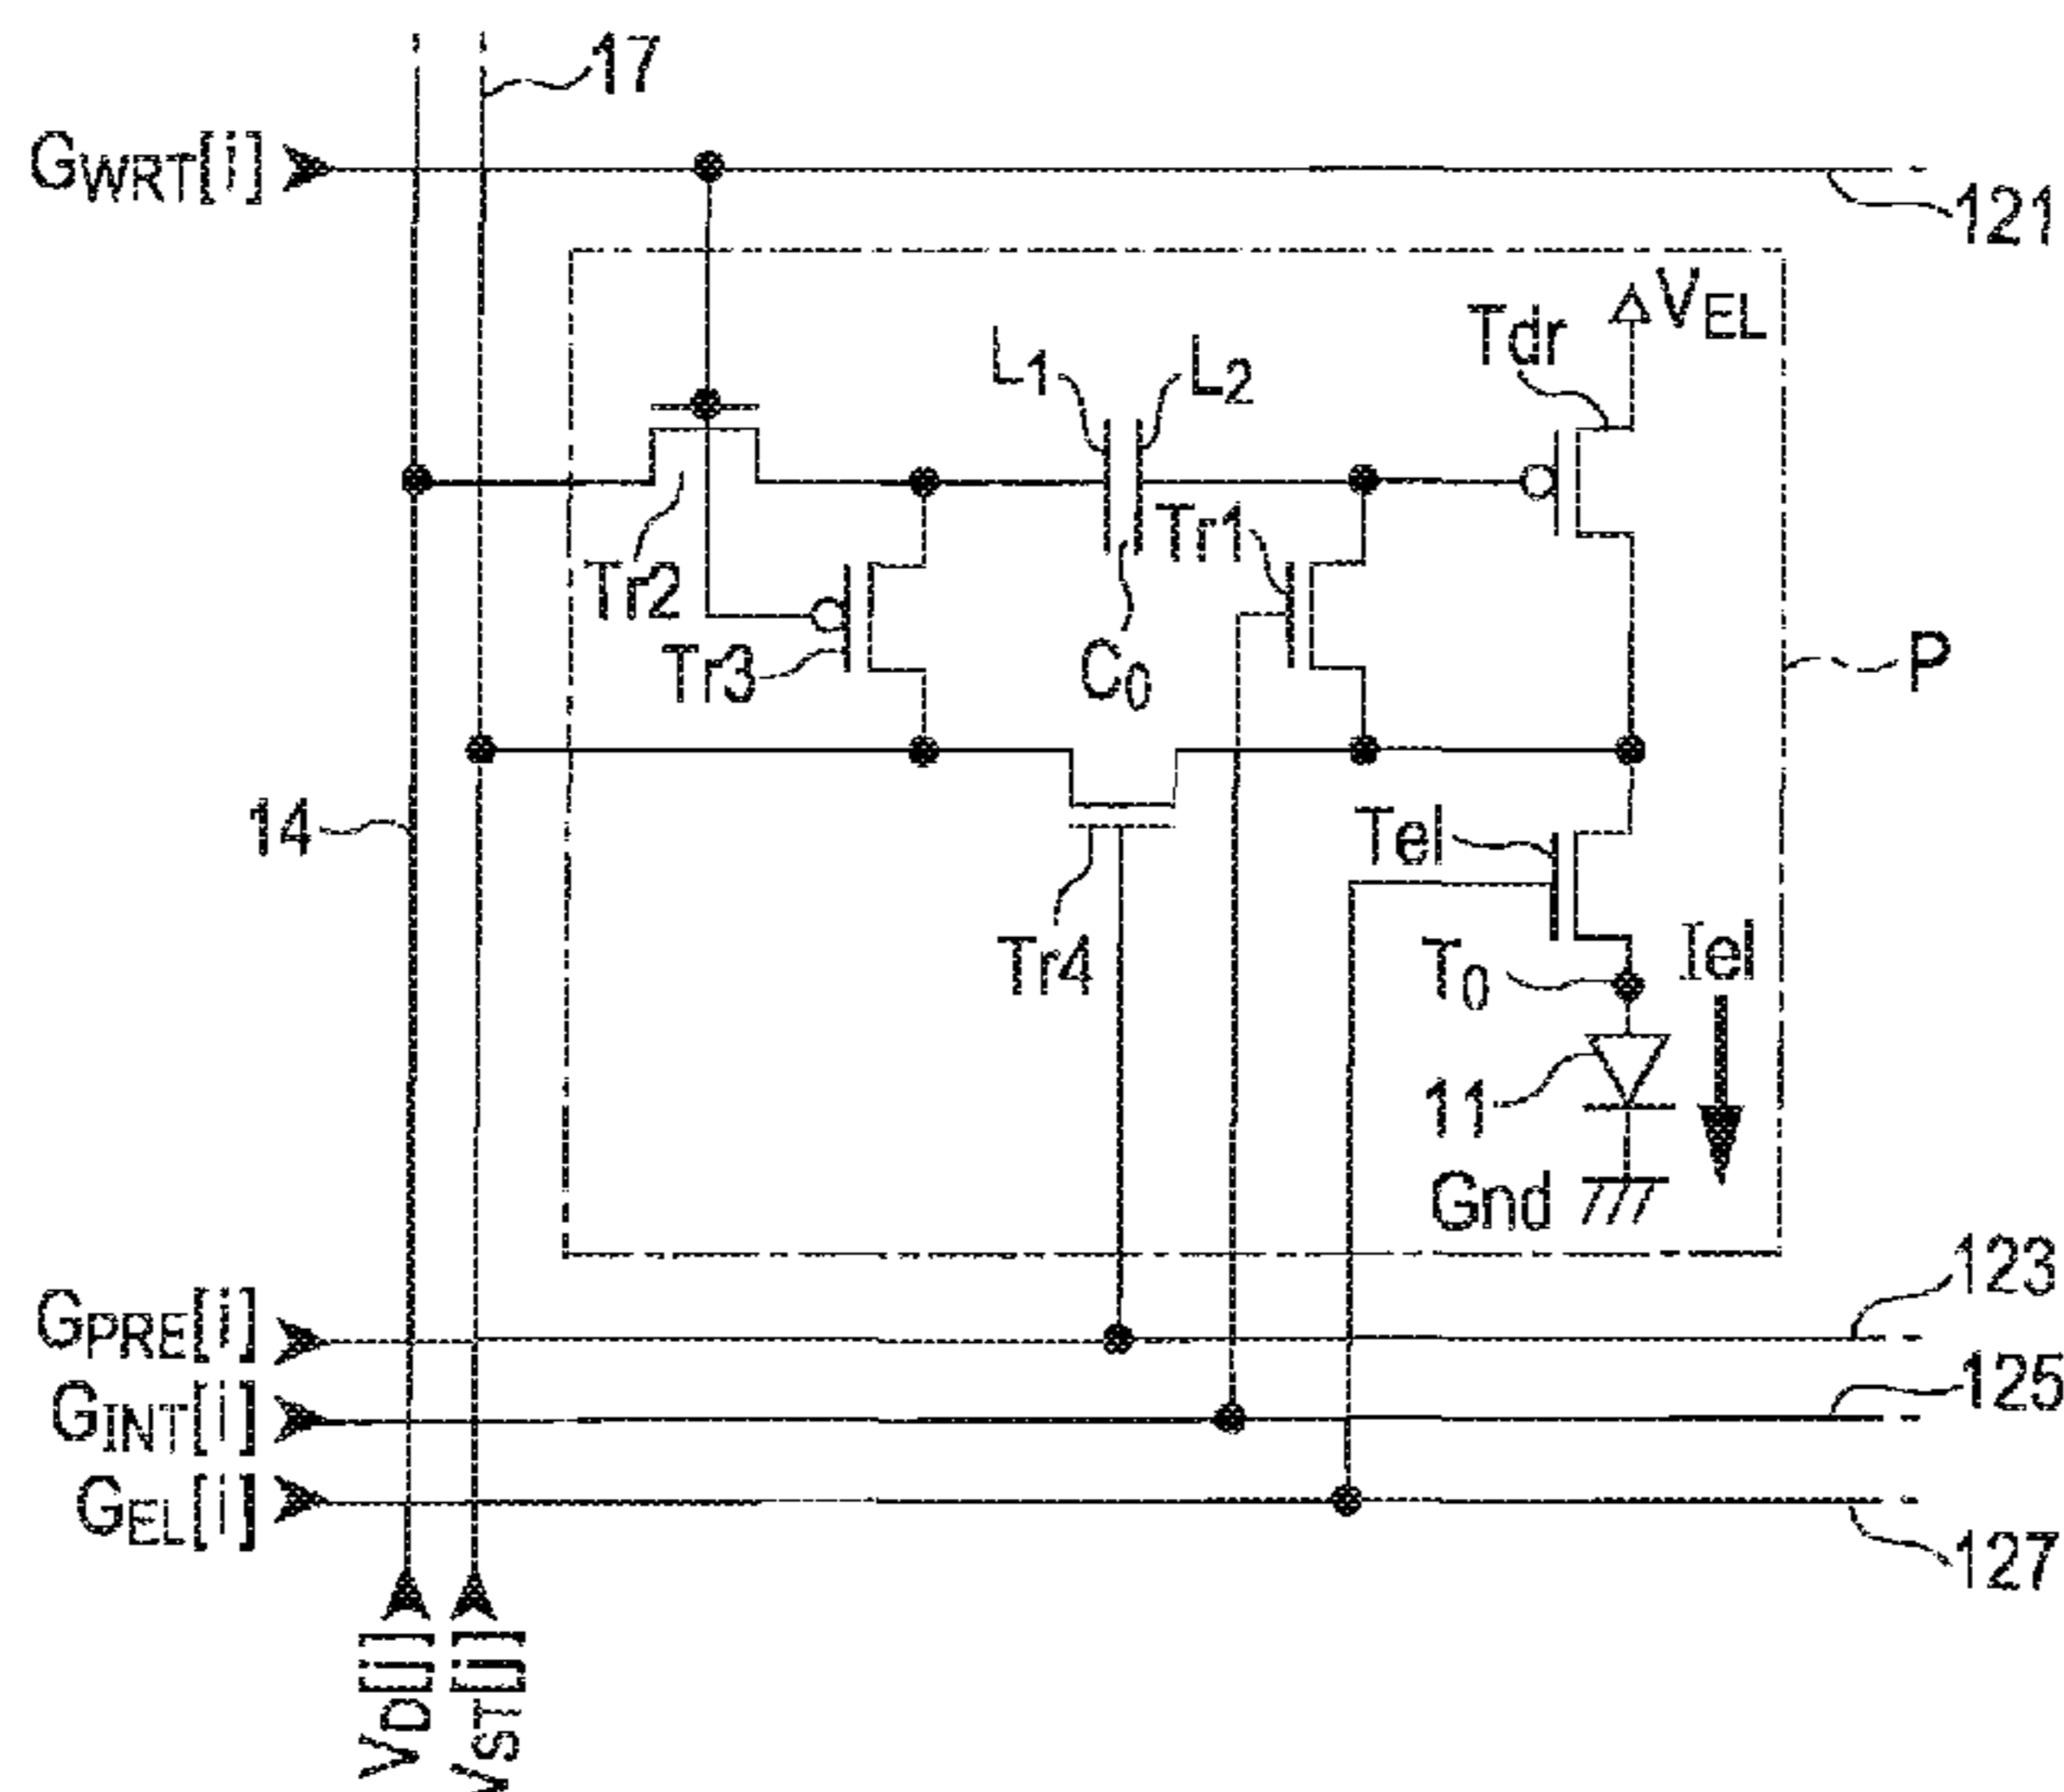 17
GWRT[i]
121
VEL
Tdr
L1
L2
Tr1
Tr2
Tr3
C0
P
14
Tel
Tr4
T0
Iel
11
Gnd
123
GPRE[i]
125
GINT[i]
GEL[i]
127
VD[j]
VST[j]